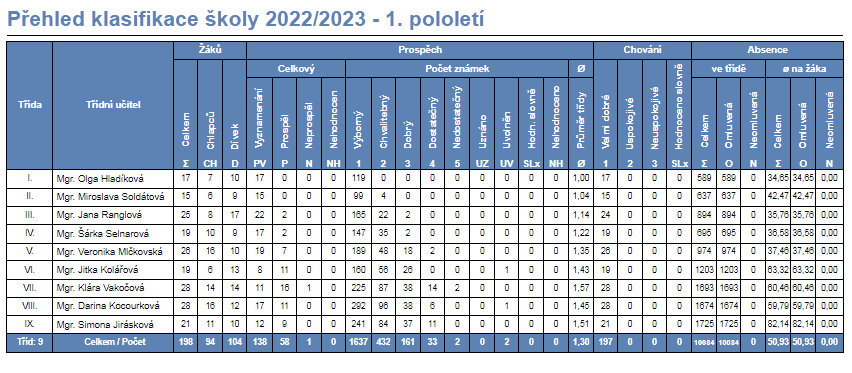 Přehled klasifikace školy 2022/2023 - 1. pololetí
Třída Třídní učitel Žáků Prospěch Chování Absence
Celkový Počet známek Ø ve třídě ø na žáka
Celkem Chlapců Dívek Vyznamenání Prospěl Neprospěl Nehodnocen Výborný Chvalitebný Dobrý Dostatečný Nedostatečný Uznáno Uvolněn Hodn. slovně Nehodnoceno Průměr třídy Velmi dobré Uspokojivé Neuspokojivé Hodnoceno slovně Celkem Omluvená Neomluvená Celkem Omluvená Neomluvená
Σ CH D PV P N NH 1 2 3 4 5 UZ UV SLx NH Ø 1 2 3 SLx Σ O N Σ O N
I. Mgr. Olga Hladíková 17 7 10 17 0 0 0 119 0 0 0 0 0 0 0 0 1,00 17 0 0 0 589 589 0 34,65 34,65 0,00
II. Mgr. Miroslava Soldátová 15 6 9 15 0 0 0 99 4 0 0 0 0 0 0 0 1,04 15 0 0 0 637 637 0 42,47 42,47 0,00
III. Mgr. Jana Ranglová 25 8 17 22 2 0 0 165 22 2 0 0 0 0 0 0 1,14 24 0 0 0 894 894 0 35,76 35,76 0,00
IV. Mgr. Šárka Selnarová 19 10 9 17 2 0 0 147 35 2 0 0 0 0 0 0 1,22 19 0 0 0 695 695 0 36,58 36,58 0,00
V. Mgr. Veronika Mlčkovská 26 16 10 19 7 0 0 189 48 18 2 0 0 0 0 0 1,35 26 0 0 0 974 974 0 37,46 37,46 0,00
VI. Mgr. Jitka Kolářová 19 6 13 8 11 0 0 160 56 26 0 0 0 1 0 0 1,43 19 0 0 0 1203 1203 0 63,32 63,32 0,00
VII. Mgr. Klára Vakočová 28 14 14 11 16 1 0 225 87 38 14 2 0 0 0 0 1,57 28 0 0 0 1693 1693 0 60,46 60,46 0,00
VIII. Mgr. Darina Kocourková 28 16 12 17 11 0 0 292 96 38 6 0 0 1 0 0 1,45 28 0 0 0 1674 1674 0 59,79 59,79 0,00
IX. Mgr. Simona Jirásková 21 11 10 12 9 0 0 241 84 37 11 0 0 0 0 0 1,51 21 0 0 0 1725 1725 0 82,14 82,14 0,00
Tříd: 9 Celkem / Počet 198 94 104 138 58 1 0 1637 432 161 33 2 0 2 0 0 1,30 197 0 0 0 10084 10084 0 50,93 50,93 0,00